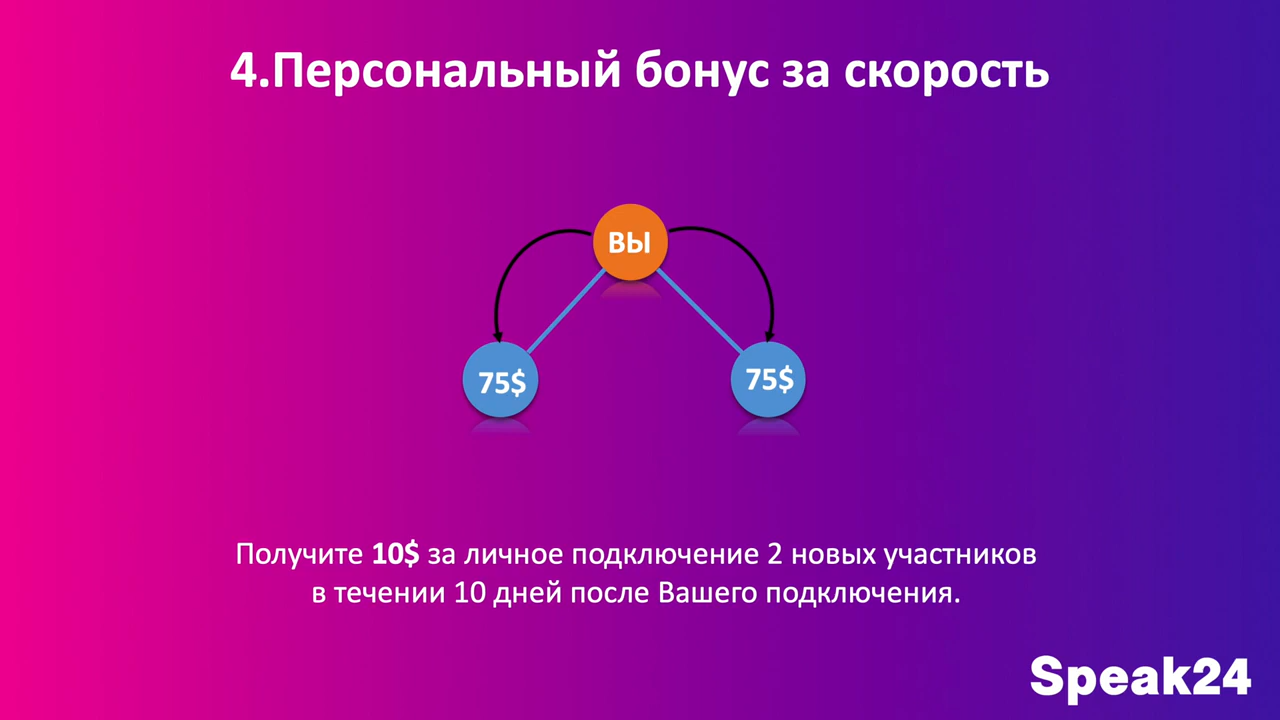 4.Персональный бонус за скорость
ВЫ
75$
75$
Получите 10$ за личное подключение 2 новых участников
в течении 10 дней после Вашего подключения.
Speak24